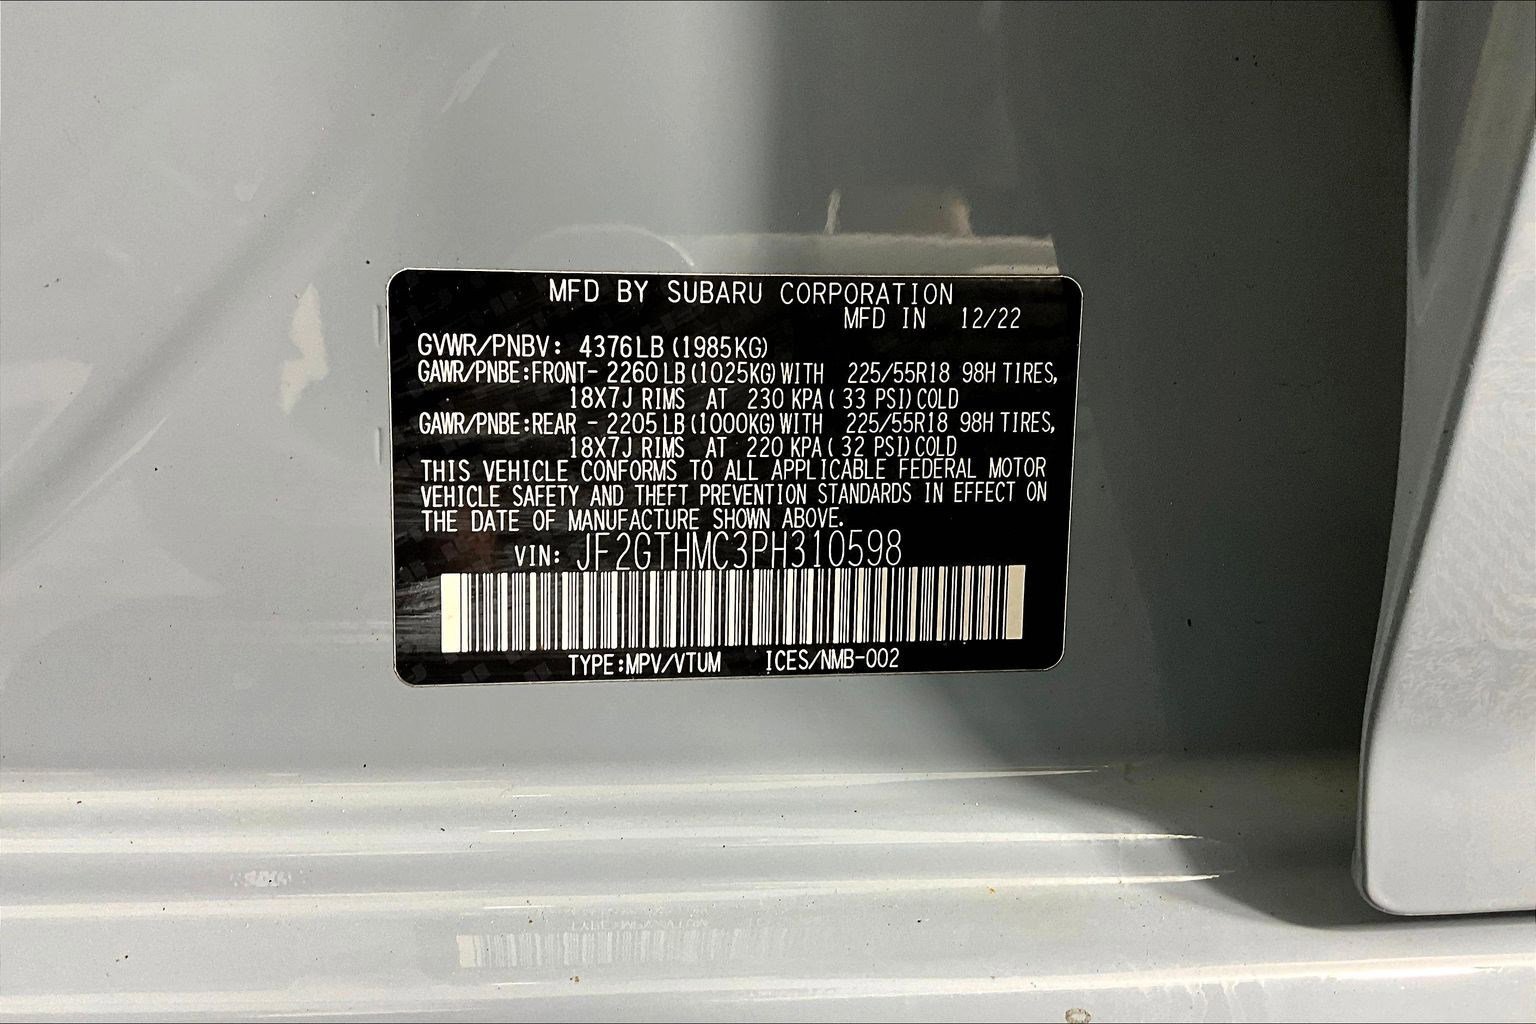 MFD BY SUBARU CORPORATION
MFD IN 12/22
GVWR/PNBV: 4376LB (1985KG)
GAWR/PNBE:FRONT- 2260LB (1025KG) WITH 225/55R18 98H TIRES,
18X7J RIMS AT 230 KPA( 33 PSI) COLD
GAWR/PNBE:REAR - 2205LB (1000KG) WITH 225/55R18 98H TIRES,
18X7J RIMS AT 220 KPA( 32 PSI) COLD
THIS VEHICLE CONFORMS TO ALL APPLICABLE FEDERAL MOTOR
VEHICLE SAFETY AND THEFT PREVENTION STANDARDS IN EFFECT ON
THE DATE OF MANUFACTURE SHOWN ABOVE.
VIN: JF2GTHMC3PH310598
TYPE:MPV/VTUM ICES/NMB-002